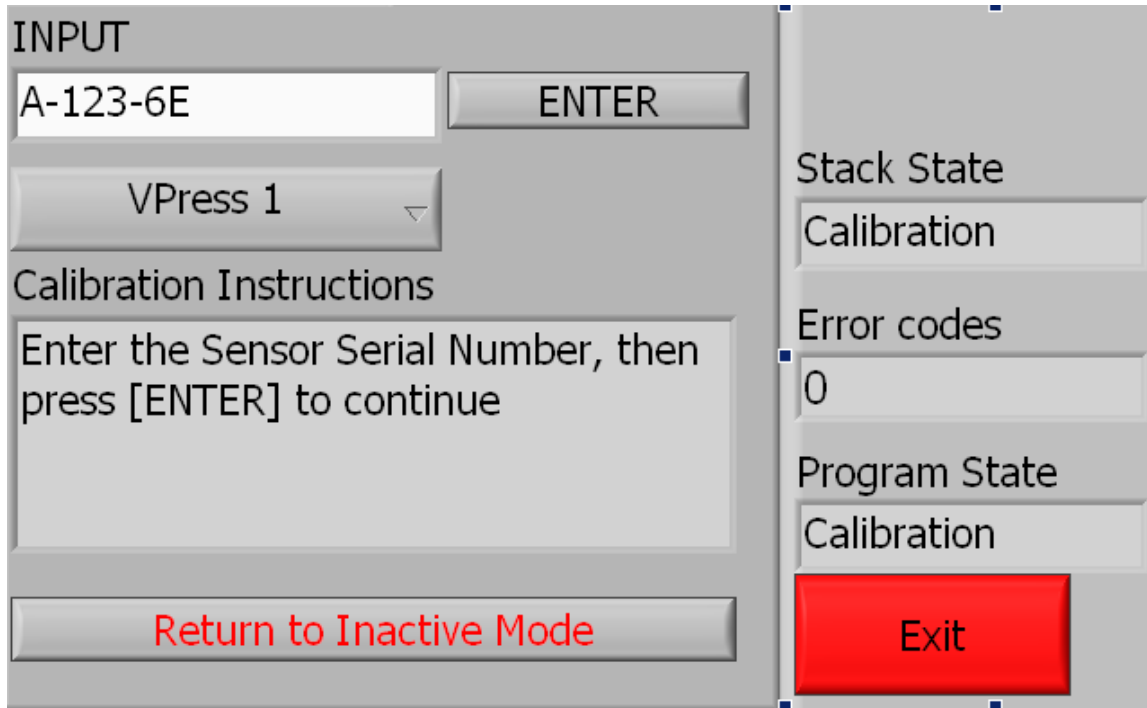 INPUT
A-123-6E
ENTER
VPress 1
Calibration Instructions
Enter the Sensor Serial Number, then
press [ENTER] to continue
Return to Inactive Mode
Stack State
Calibration
Error codes
0
Program State
Calibration
Exit